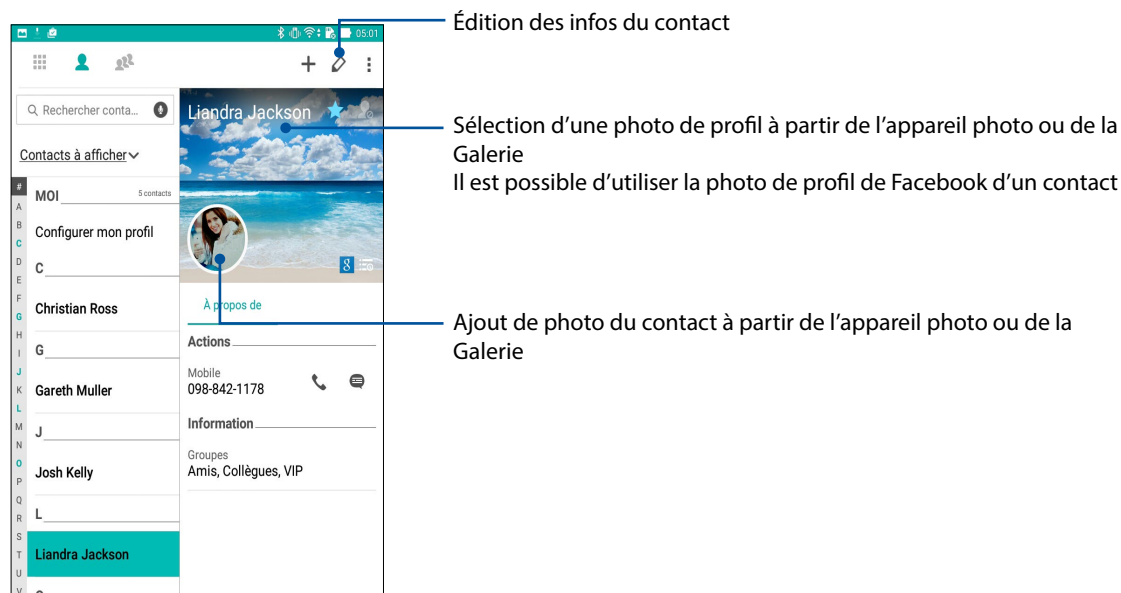 05:01
Édition des infos du contact
Rechercher conta...
Liandra Jackson
Sélection d'une photo de profil à partir de l'appareil photo ou de la
Galerie
Il est possible d'utiliser la photo de profil de Facebook d'un contact
Contacts à afficher
#
A
B
C
D
E
F
G
H
I
J
K
L
M
N
O
P
Q
R
S
T
U
V
MOI 5 contacts
Configurer mon profil
C
Christian Ross
G
Gareth Muller
J
Josh Kelly
L
Liandra Jackson
8
À propos de
Ajout de photo du contact à partir de l'appareil photo ou de la
Galerie
Actions
Mobile
098-842-1178
Information
Groupes
Amis, Collègues, VIP